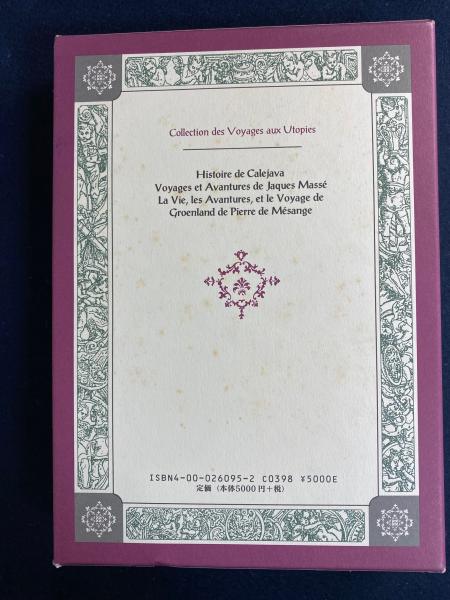 Collection des Voyages aux Utopies
Histoire de Calejava
Voyages et Avantures de Jaques Massé
La Vie, les Avantures, et le Voyage de
Groenland de Pierre de Mésange
ISBN4-00-026095-2 C0398 ¥5000E
定価（本体5000円+税）